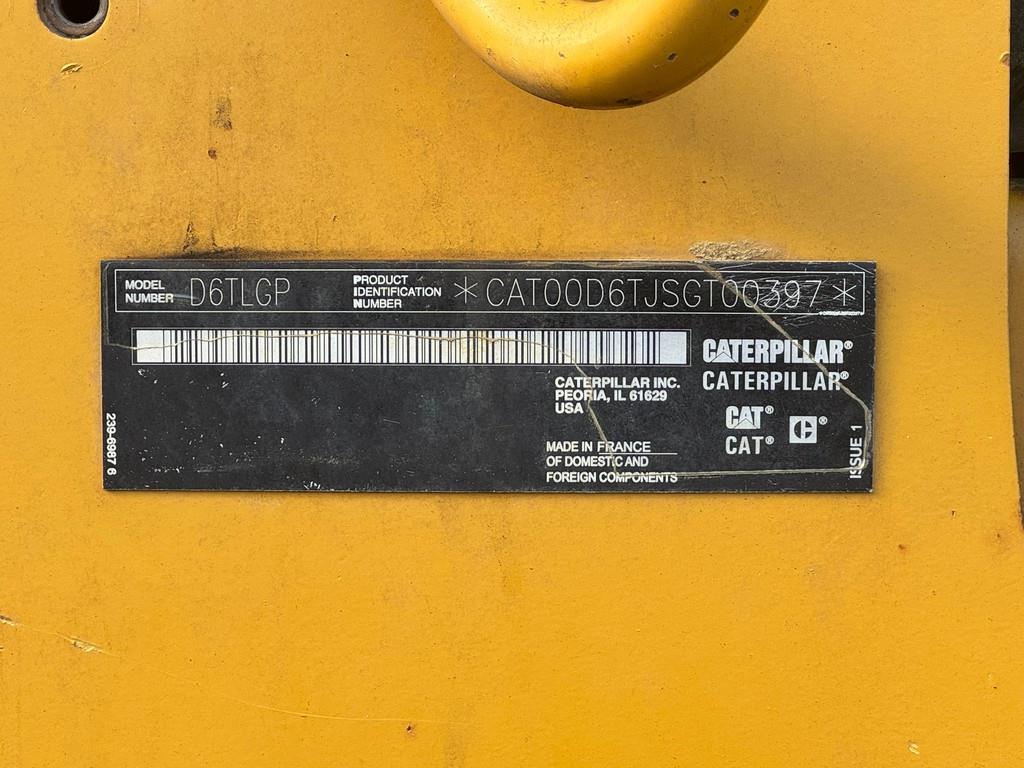 MODEL NUMBER D6TLGP PRODUCT IDENTIFICATION NUMBER *CAT00D6TJSGT00397*
CATERPILLAR®
CATERPILLAR®
CATERPILLAR INC.
PEORIA, IL 61629
USA
CAT®
CAT®
C®
MADE IN FRANCE
OF DOMESTIC AND
FOREIGN COMPONENTS
ISSUE 1
239-6987 6